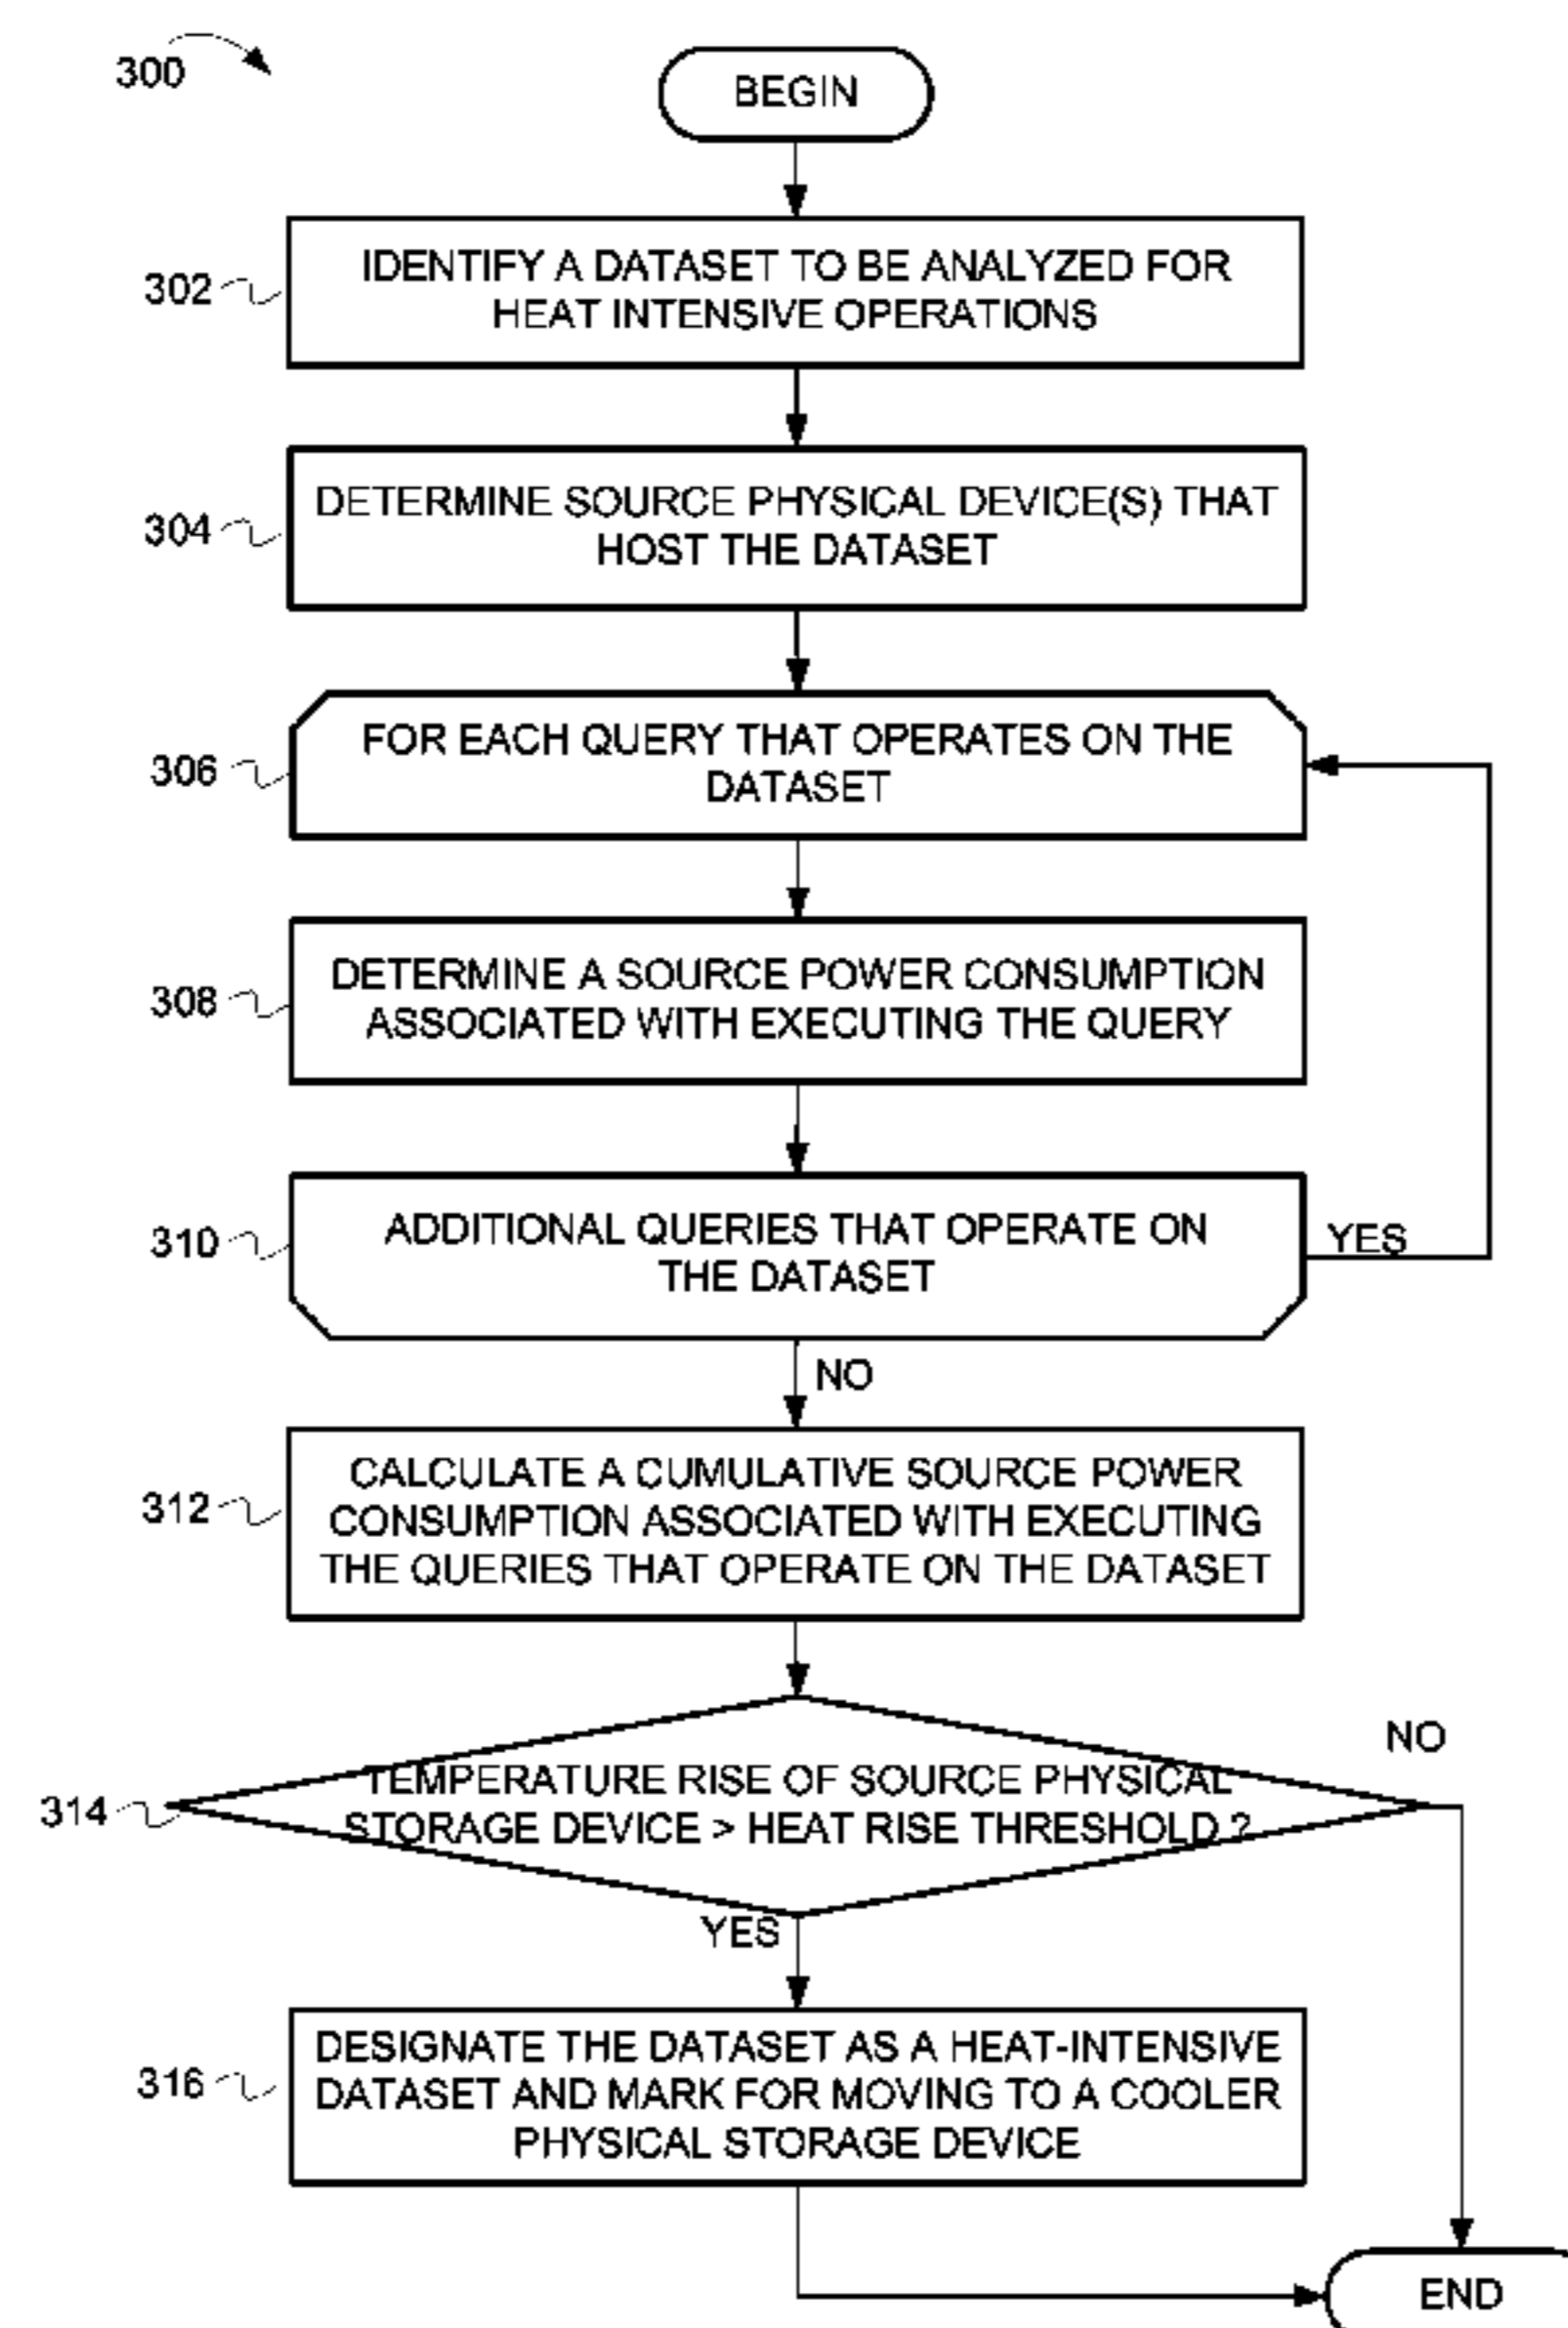 300
BEGIN
302
IDENTIFY A DATASET TO BE ANALYZED FOR
HEAT INTENSIVE OPERATIONS
304
DETERMINE SOURCE PHYSICAL DEVICE(S) THAT
HOST THE DATASET
306
FOR EACH QUERY THAT OPERATES ON THE
DATASET
308
DETERMINE A SOURCE POWER CONSUMPTION
ASSOCIATED WITH EXECUTING THE QUERY
310
ADDITIONAL QUERIES THAT OPERATE ON
THE DATASET
YES
NO
312
CALCULATE A CUMULATIVE SOURCE POWER
CONSUMPTION ASSOCIATED WITH EXECUTING
THE QUERIES THAT OPERATE ON THE DATASET
314
TEMPERATURE RISE OF SOURCE PHYSICAL
STORAGE DEVICE > HEAT RISE THRESHOLD ?
NO
YES
316
DESIGNATE THE DATASET AS A HEAT-INTENSIVE
DATASET AND MARK FOR MOVING TO A COOLER
PHYSICAL STORAGE DEVICE
END